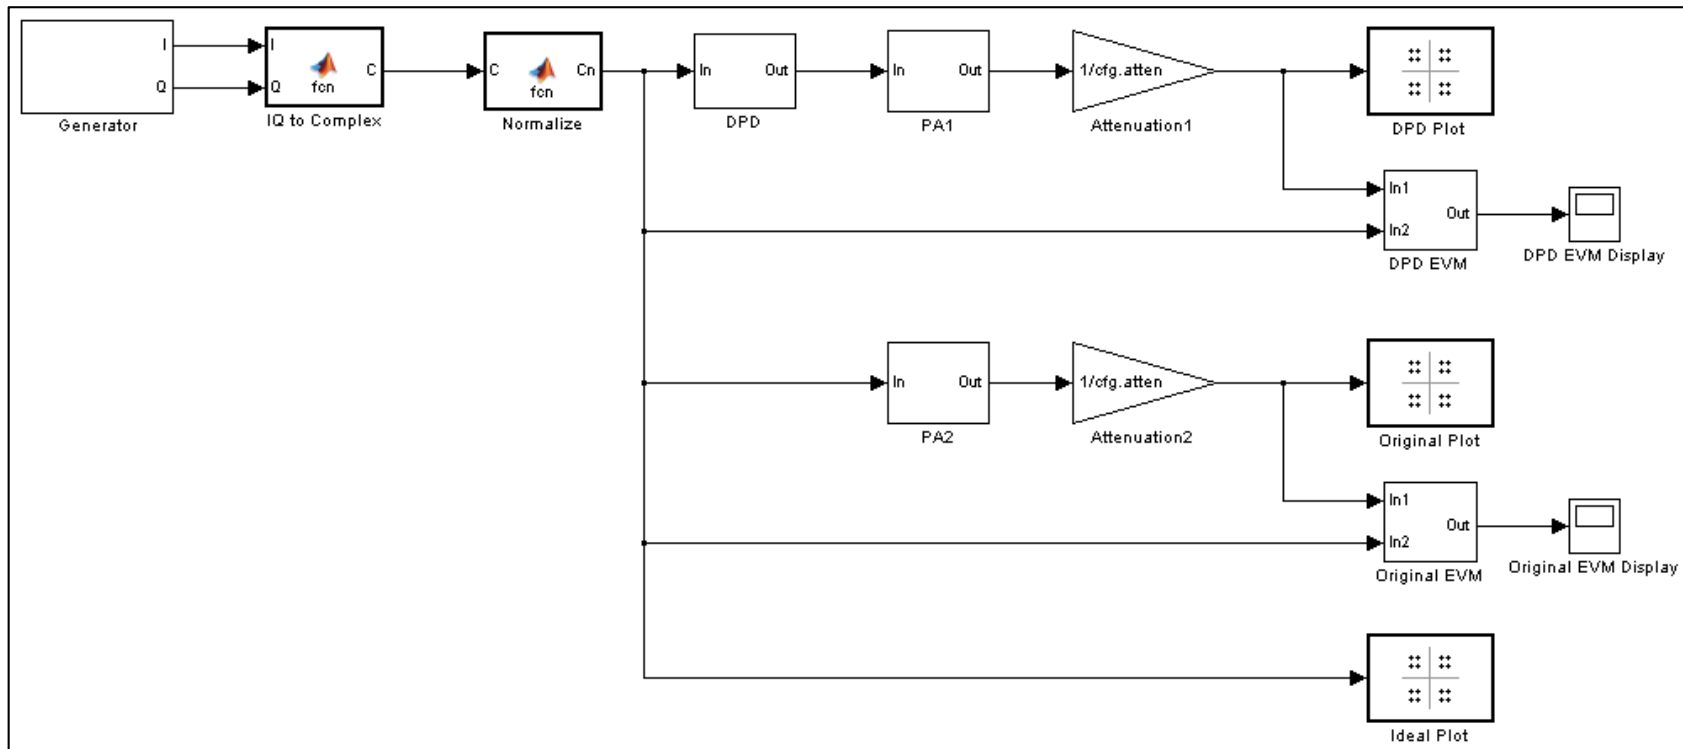 I
Q
Generator
I
Q
fcn
C
IQ to Complex
C
fcn
Cn
Normalize
In
Out
DPD
In
Out
PA1
1/cfg.atten
Attenuation1
DPD Plot
In1
In2
Out
DPD EVM
DPD EVM Display
In
Out
PA2
1/cfg.atten
Attenuation2
Original Plot
In1
In2
Out
Original EVM
Original EVM Display
Ideal Plot